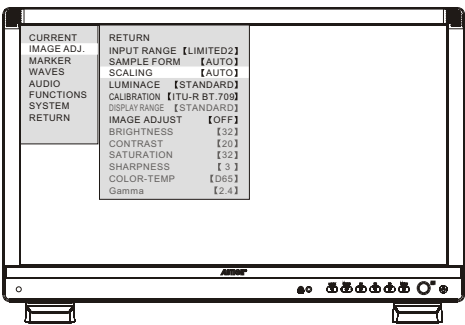 CURRENT
IMAGE ADJ.
MARKER
WAVES
AUDIO
FUNCTIONS
SYSTEM
RETURN
RETURN
INPUT RANGE【LIMITED2】
SAMPLE FORM 【AUTO】
SCALING 【AUTO】
LUMINACE 【STANDARD】
CALIBRATION【ITU-R BT.709】
DISPLAY RANGE 【STANDARD】
IMAGE ADJUST 【OFF】
BRIGHTNESS 【32】
CONTRAST 【20】
SATURATION 【32】
SHARPNESS 【 3 】
COLOR-TEMP 【D65】
Gamma 【2.4】